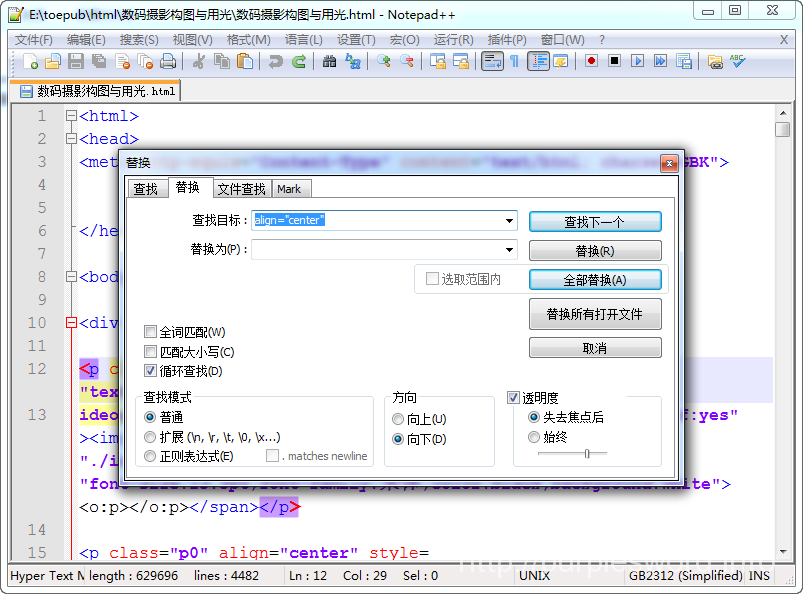 E:\toepub\html\数码摄影构图与用光\数码摄影构图与用光.html - Notepad++
文件(F) 编辑(E) 搜索(S) 视图(V) 格式(M) 语言(L) 设置(T) 宏(O) 运行(R) 插件(P) 窗口(W) ? X
数码摄影构图与用光.html
1 <html>
2 <head>
3 <met "Content-Type" content="text/html; charset=GBK">
4
5
6 </he
7
8 <bod
9
10 <div
11
12 <p c
"tex
13 ideo f:yes"
><im
"./i
"font white">
<o:p></o:p></span></p>
14
15 <p class="p0" align="center" style=
替换
查找 替换 文件查找 Mark
查找目标: align="center" 查找下一个
替换为(P): 替换(R)
选取范围内 全部替换(A)
替换所有打开文件
取消
全词匹配(W)
匹配大小写(C)
循环查找(D)
查找模式 方向 透明度
普通 向上(U) 失去焦点后
扩展 (\n, \r, \t, \0, \x...) 向下(D) 始终
正则表达式(E) . matches newline
Hyper Text M length : 629696 lines : 4482 Ln : 12 Col : 29 Sel : 0 UNIX GB2312 (Simplified) INS